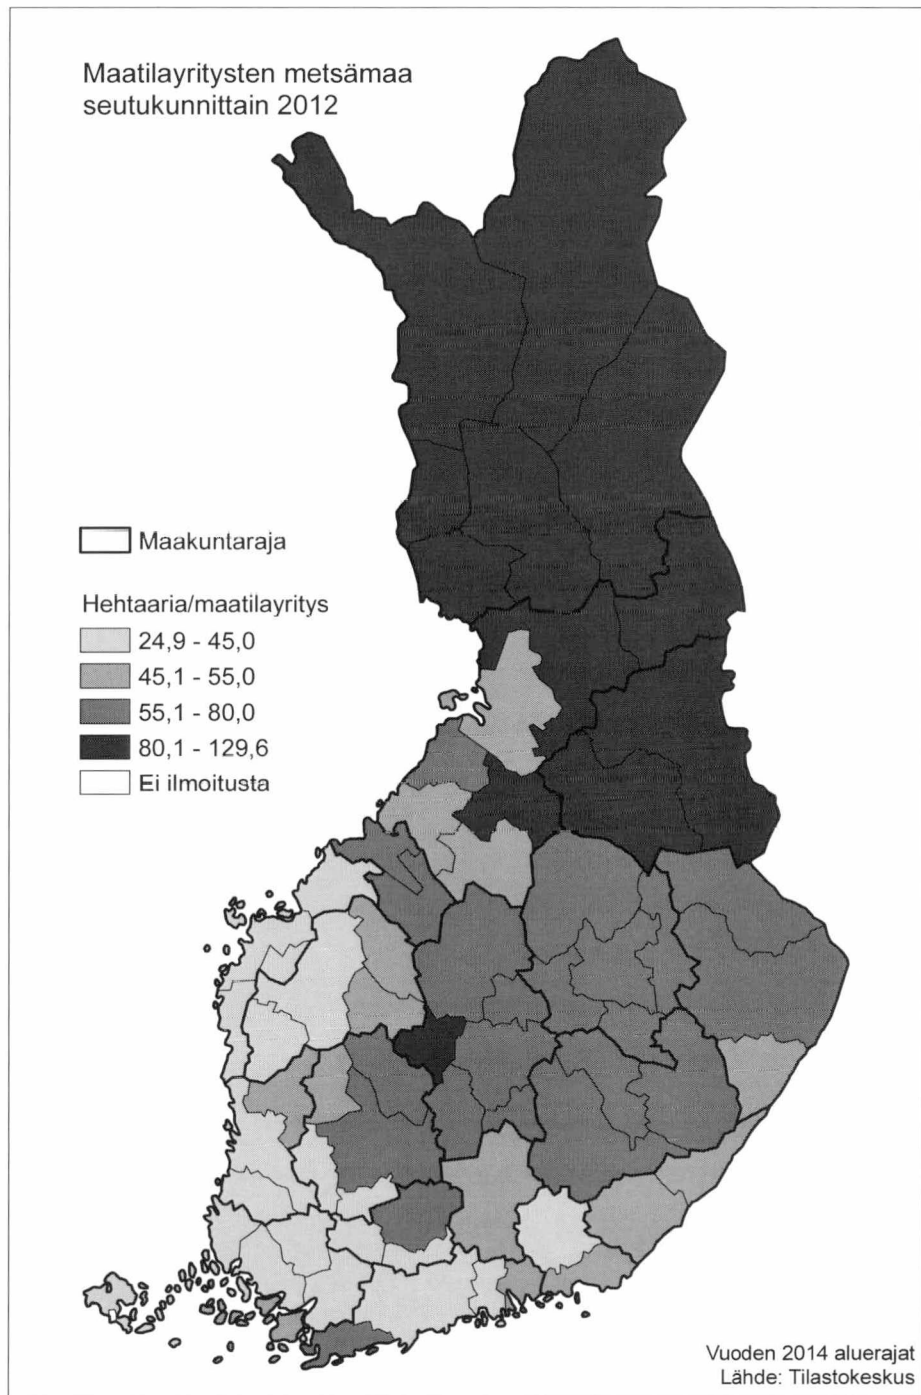 Maatilayritysten metsämaa
seutukunnittain 2012
Maakuntaraja
Hehtaaria/maatilayritys
24,9 - 45,0
45,1 - 55,0
55,1 - 80,0
80,1 - 129,6
Ei ilmoitusta
Vuoden 2014 aluerajat
Lähde: Tilastokeskus